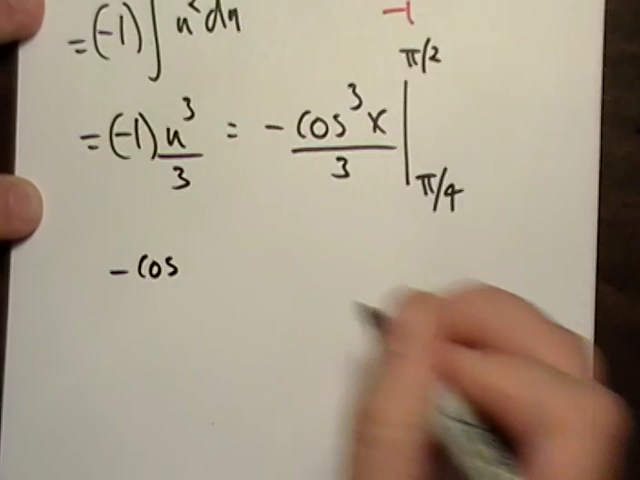 = (-1) ∫ u² du -1
= (-1) u³/3 = - cos³x/3 | π/2 π/4
- cos